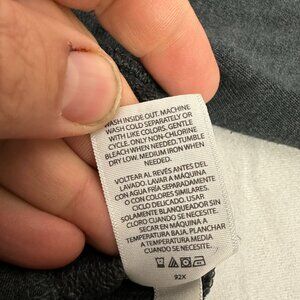 WASH INSIDE OUT. MACHINE
WASH COLD SEPARATELY OR
WITH LIKE COLORS. GENTLE
CYCLE. ONLY NON-CHLORINE
BLEACH WHEN NEEDED. TUMBLE
DRY LOW. MEDIUM IRON WHEN
NEEDED.
VOLTEAR AL REVÉS ANTES DEL
LAVADO. LAVAR A MÁQUINA
CON AGUA FRÍA SEPARADAMENTE
O CON COLORES SIMILARES.
CICLO DELICADO. USAR
SOLAMENTE BLANQUEADOR SIN
CLORO CUANDO SE NECESITE.
SECAR A MÁQUINA A
TEMPERATURA BAJA. PLANCHAR
A TEMPERATURA MEDIA
CUANDO SE NECESITE.
92X